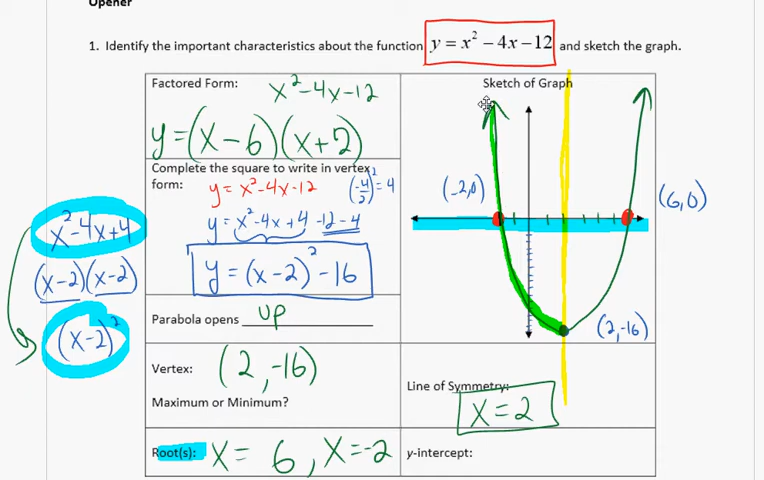 Opener
1. Identify the important characteristics about the function y = x² - 4x - 12 and sketch the graph.
Factored Form:
x² - 4x - 12
y = (x - 6)(x + 2)
Complete the square to write in vertex
form:
y = x² - 4x - 12 (-4/2)² = 4
y = x² - 4x + 4 - 12 - 4
y = (x - 2)² - 16
x² - 4x + 4
(x - 2)(x - 2)
(x - 2)²
Parabola opens up
Vertex: (2, -16)
Maximum or Minimum?
Root(s): x = 6, x = -2
Sketch of Graph
(-2,0)
(6,0)
(2,-16)
Line of Symmetry:
x = 2
y-intercept: